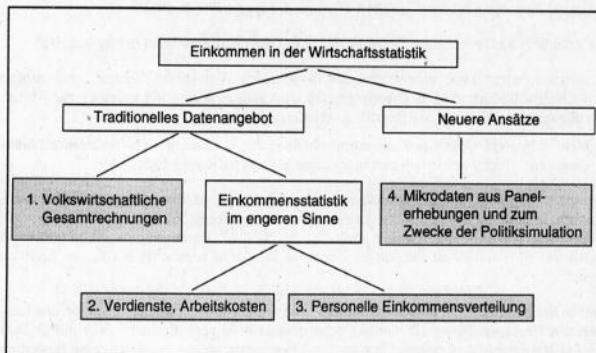 Einkommen in der Wirtschaftsstatistik
Traditionelles Datenangebot
Neuere Ansätze
1. Volkswirtschaftliche
Gesamtrechnungen
Einkommensstatistik
im engeren Sinne
4. Mikrodaten aus Panel-
erhebungen und zum
Zwecke der Politiksimulation
2. Verdienste, Arbeitskosten
3. Personelle Einkommensverteilung